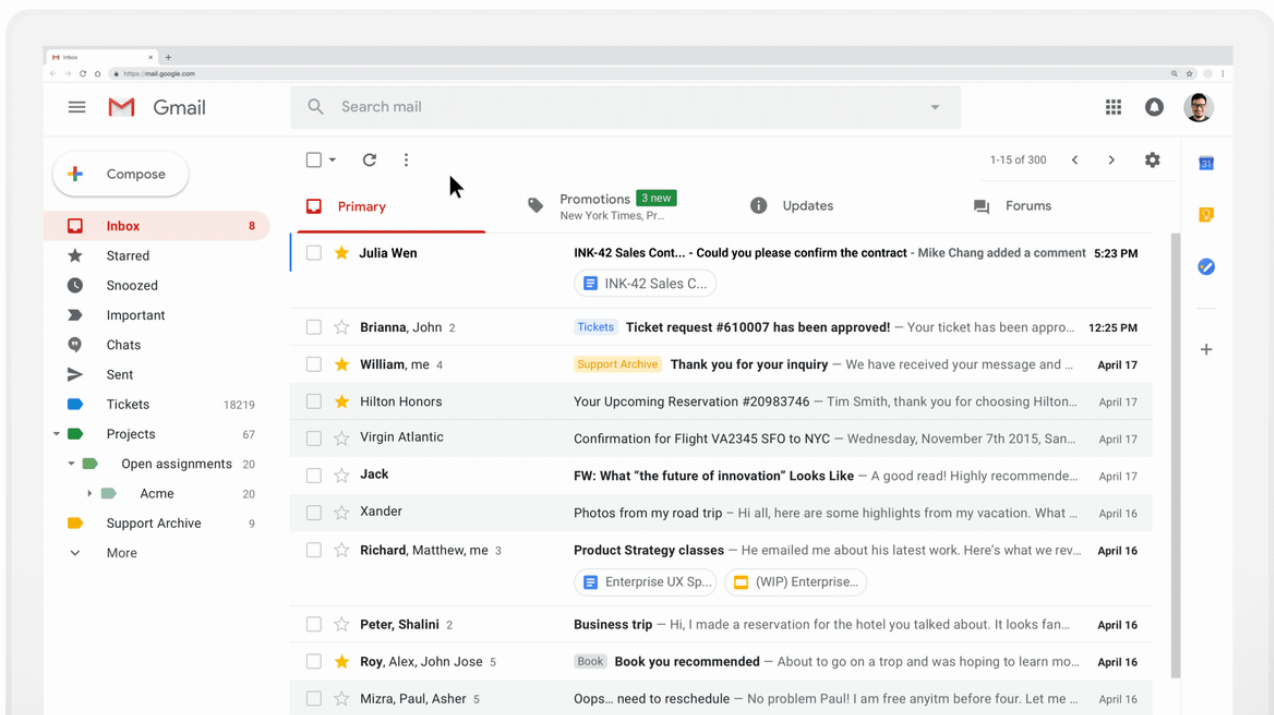 Inbox
https://mail.google.com
Gmail
Search mail
Compose
1-15 of 300
31
Primary
Promotions 3 new
New York Times, Pr...
Updates
Forums
Inbox 8
Starred
Snoozed
Important
Chats
Sent
Tickets 18219
Projects 67
Open assignments 20
Acme 20
Support Archive 9
More
Julia Wen INK-42 Sales Cont... - Could you please confirm the contract - Mike Chang added a comment 5:23 PM
INK-42 Sales C...
Brianna, John 2 Tickets Ticket request #610007 has been approved! — Your ticket has been appro... 12:25 PM
William, me 4 Support Archive Thank you for your inquiry — We have received your message and ... April 17
Hilton Honors Your Upcoming Reservation #20983746 — Tim Smith, thank you for choosing Hilton... April 17
Virgin Atlantic Confirmation for Flight VA2345 SFO to NYC — Wednesday, November 7th 2015, San... April 17
Jack FW: What “the future of innovation” Looks Like — A good read! Highly recommende... April 17
Xander Photos from my road trip – Hi all, here are some highlights from my vacation. What ... April 16
Richard, Matthew, me 3 Product Strategy classes — He emailed me about his latest work. Here’s what we rev... April 16
Enterprise UX Sp... (WIP) Enterprise...
Peter, Shalini 2 Business trip — Hi, I made a reservation for the hotel you talked about. It looks fan... April 16
Roy, Alex, John Jose 5 Book Book you recommended — About to go on a trop and was hoping to learn mo... April 16
Mizra, Paul, Asher 5 Oops... need to reschedule — No problem Paul! I am free anyitm before four. Let me ... April 16